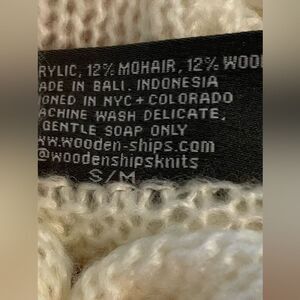 RYLIC, 12% MOHAIR, 12% WOO
ADE IN BALI, INDONESIA
IGNED IN NYC + COLORADO
ACHINE WASH DELICATE,
GENTLE SOAP ONLY
WW.wooden-ships.com
@woodenshipsknits
S/M